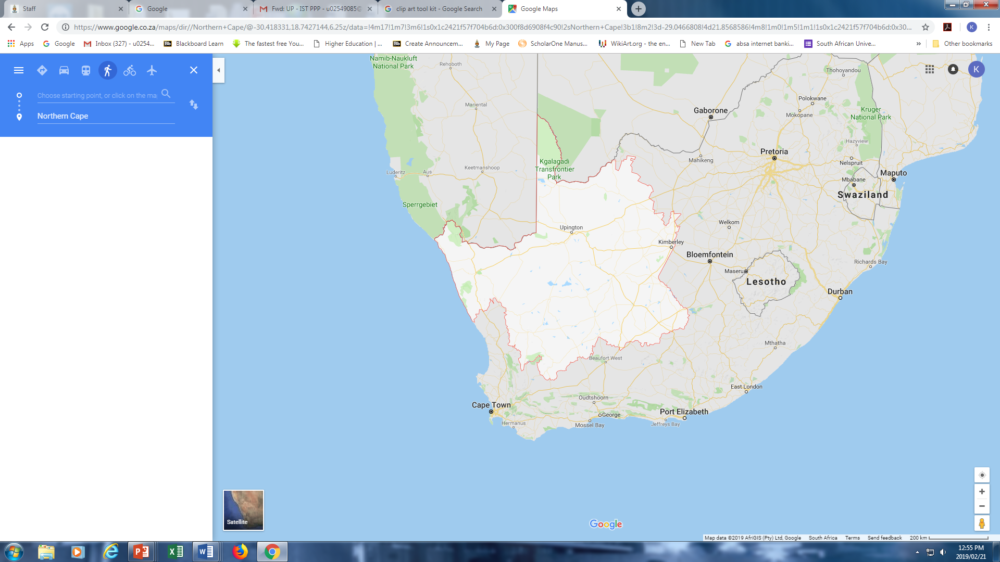 Staff
Google
Fwd: UP - IST PPP - u02549085@
clip art tool kit - Google Search
Google Maps
https://www.google.co.za/maps/dir//Northern+Cape/@-30.418331,18.7427144,6.25z/data=!4m17!1m7!3m6!1s0x1c2421f57f704b6d:0x300f8d6908f4c90!2sNorthern+Cape!3b1!8m2!3d-29.0466808!4d21.8568586!4m8!1m0!1m5!1m1!1s0x1c2421f57f704b6d:0x30...
K
Apps
Google
Inbox (327) - u0254...
Bb Blackboard Learn
The fastest free You...
Higher Education | ...
Bb Create Announcem...
My Page
ScholarOne Manus...
WikiArt.org - the en...
New Tab
absa internet banki...
South African Unive...
»
Other bookmarks
Choose starting point, or click on the ma
Northern Cape
K
Namib-Naukluft
National Park
Rehoboth
Thohoyandou
Mariental
Polokwane
Mokopane
Gaborone
Kruger
National Park
Hazyview
Pretoria
Mahikeng
Nelspruit
Kgalagadi
Transfrontier
Park
Luderitz
Aus
Keetmanshoop
Maputo
Mbabane
Swaziland
Sperrgebiet
Welkom
Upington
Kimberley
Bloemfontein
Richards Bay
Maseru
Lesotho
Durban
Mthatha
Beaufort West
East London
Oudtshoorn
Cape Town
Port Elizabeth
George
Hermanus
Mossel Bay
Jeffreys Bay
Satellite
Google
Map data ©2019 AfriGIS (Pty) Ltd, Google South Africa Terms Send feedback 200 km
12:55 PM
2019/02/21